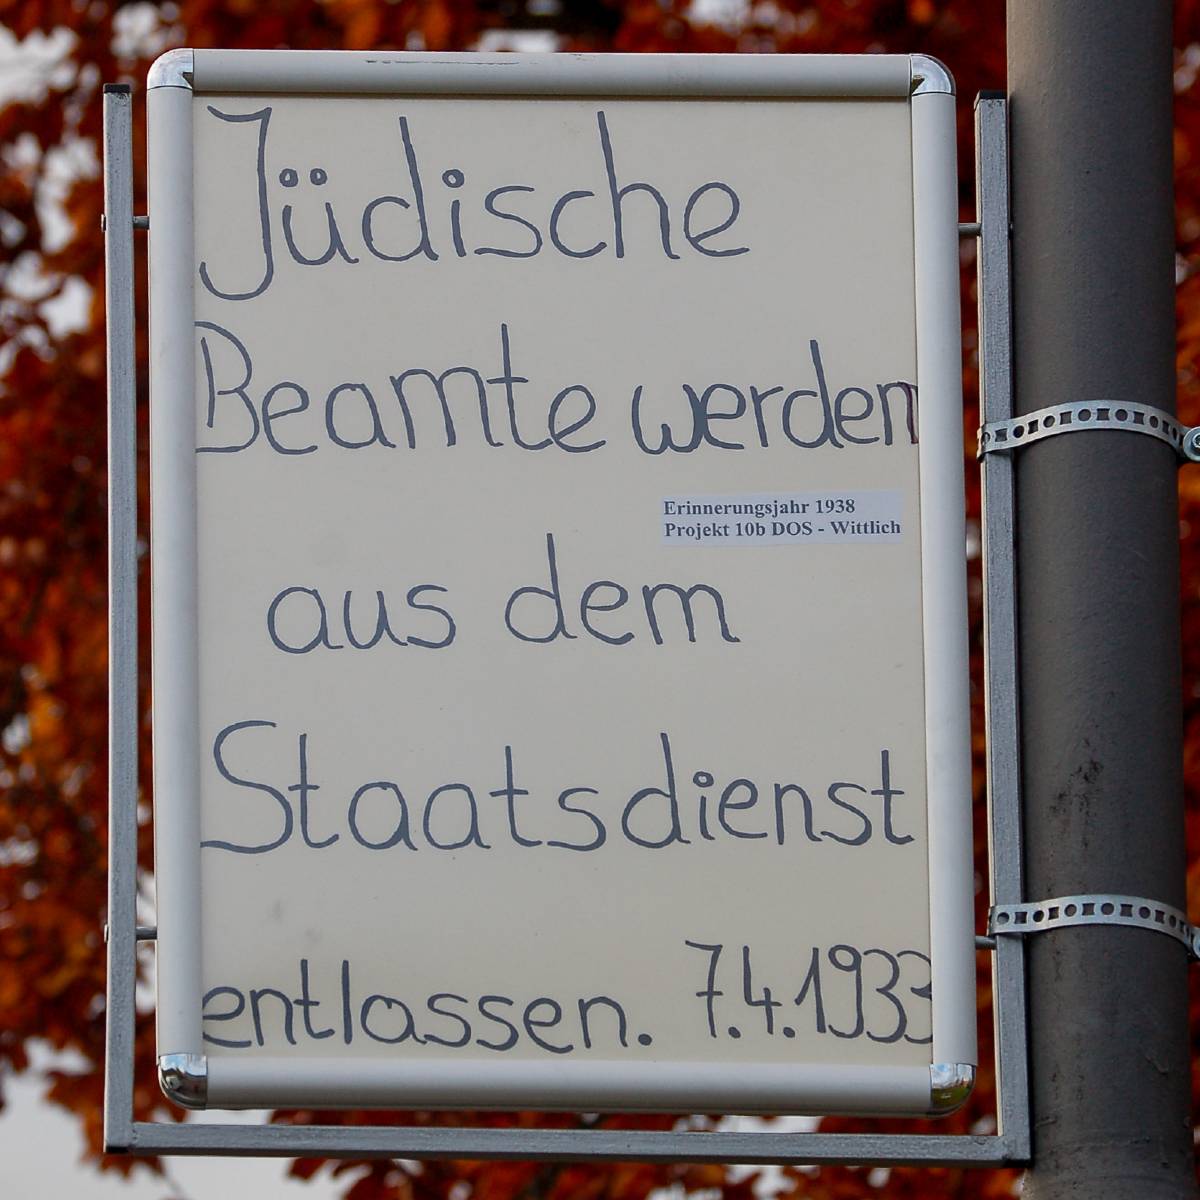 Jüdische
Beamte werden
Erinnerungsjahr 1938
Projekt 10b DOS - Wittlich
aus dem
Staatsdienst
entlassen. 7.4.1933